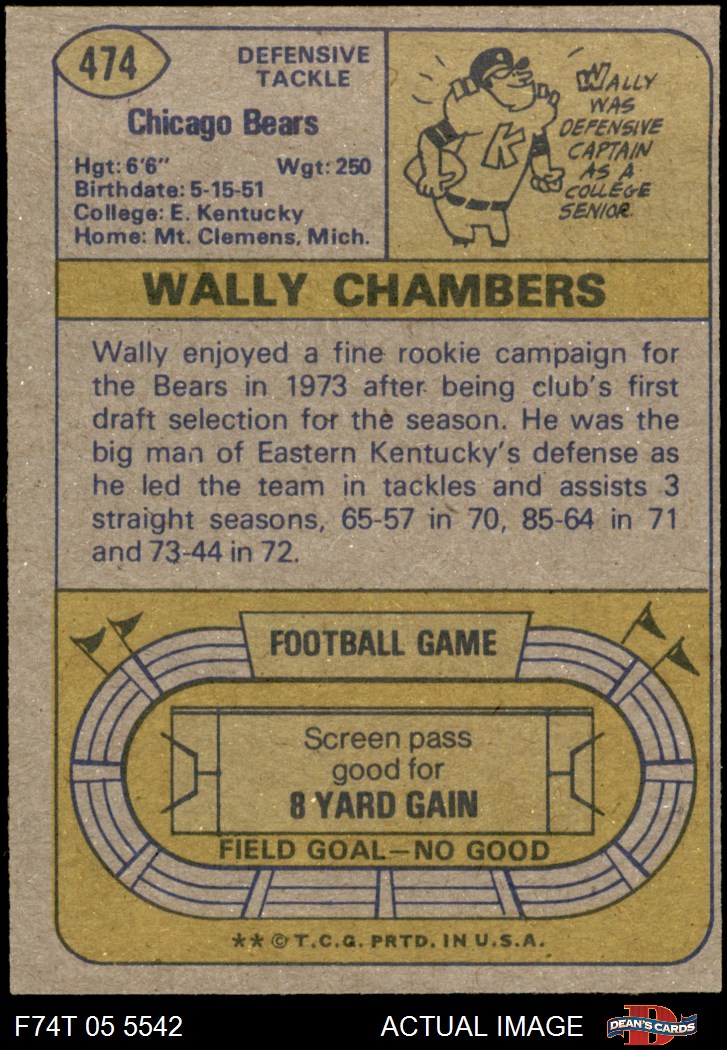 474
DEFENSIVE
TACKLE
Chicago Bears
Hgt: 6'6" Wgt: 250
Birthdate: 5-15-51
College: E. Kentucky
Home: Mt. Clemens, Mich.
K
WALLY
WAS
DEFENSIVE
CAPTAIN
AS A
COLLEGE
SENIOR.
WALLY CHAMBERS
Wally enjoyed a fine rookie campaign for
the Bears in 1973 after being club's first
draft selection for the season. He was the
big man of Eastern Kentucky's defense as
he led the team in tackles and assists 3
straight seasons, 65-57 in 70, 85-64 in 71
and 73-44 in 72.
FOOTBALL GAME
Screen pass
good for
8 YARD GAIN
FIELD GOAL—NO GOOD
** © T.C.G. PRTD. IN U.S.A.
F74T 05 5542 ACTUAL IMAGE
D
DEAN'S CARDS